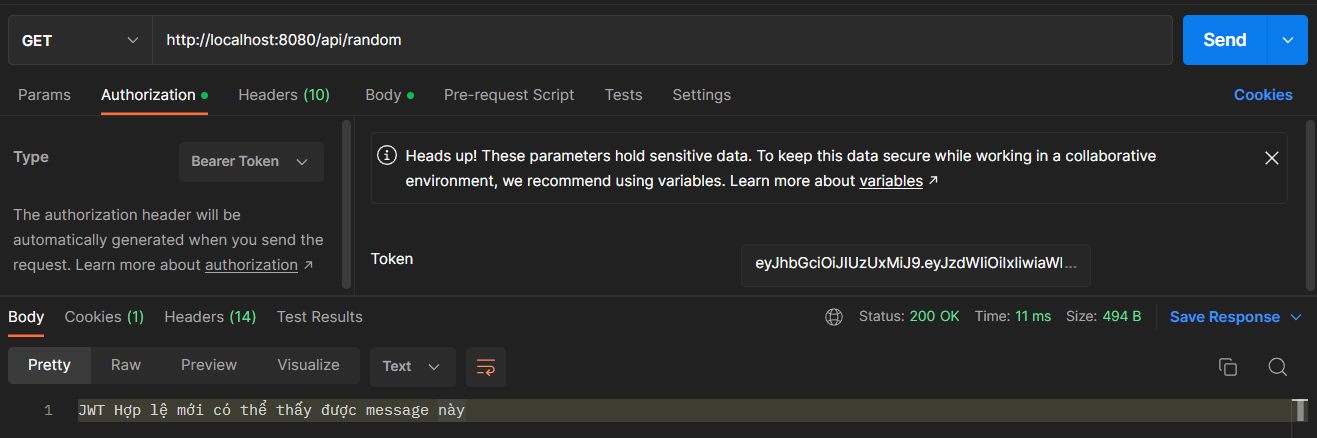 GET http://localhost:8080/api/random Send
Params Authorization Headers (10) Body Pre-request Script Tests Settings Cookies
Type Bearer Token
The authorization header will be
automatically generated when you send the
request. Learn more about authorization ↗
Heads up! These parameters hold sensitive data. To keep this data secure while working in a collaborative
environment, we recommend using variables. Learn more about variables ↗
Token eyJhbGciOiJIUzUxMiJ9.eyJzdWIiOiIxIiwiaWI...
Body Cookies (1) Headers (14) Test Results Status: 200 OK Time: 11 ms Size: 494 B Save Response
Pretty Raw Preview Visualize Text
1 JWT Hợp lệ mới có thể thấy được message này